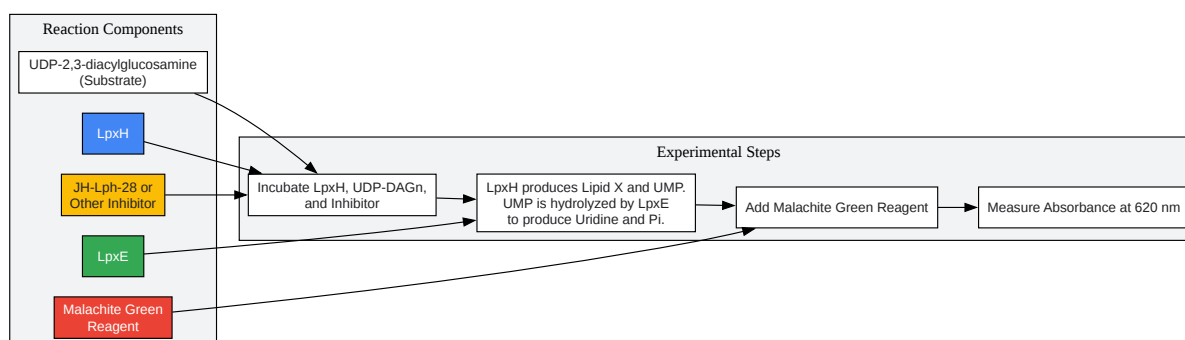 Reaction Components
UDP-2,3-diacylglucosamine
(Substrate)
LpxH
JH-Lph-28 or
Other Inhibitor
LpxE
Malachite Green
Reagent
Experimental Steps
Incubate LpxH, UDP-DAGn,
and Inhibitor
LpxH produces Lipid X and UMP.
UMP is hydrolyzed by LpxE
to produce Uridine and Pi.
Add Malachite Green Reagent
Measure Absorbance at 620 nm